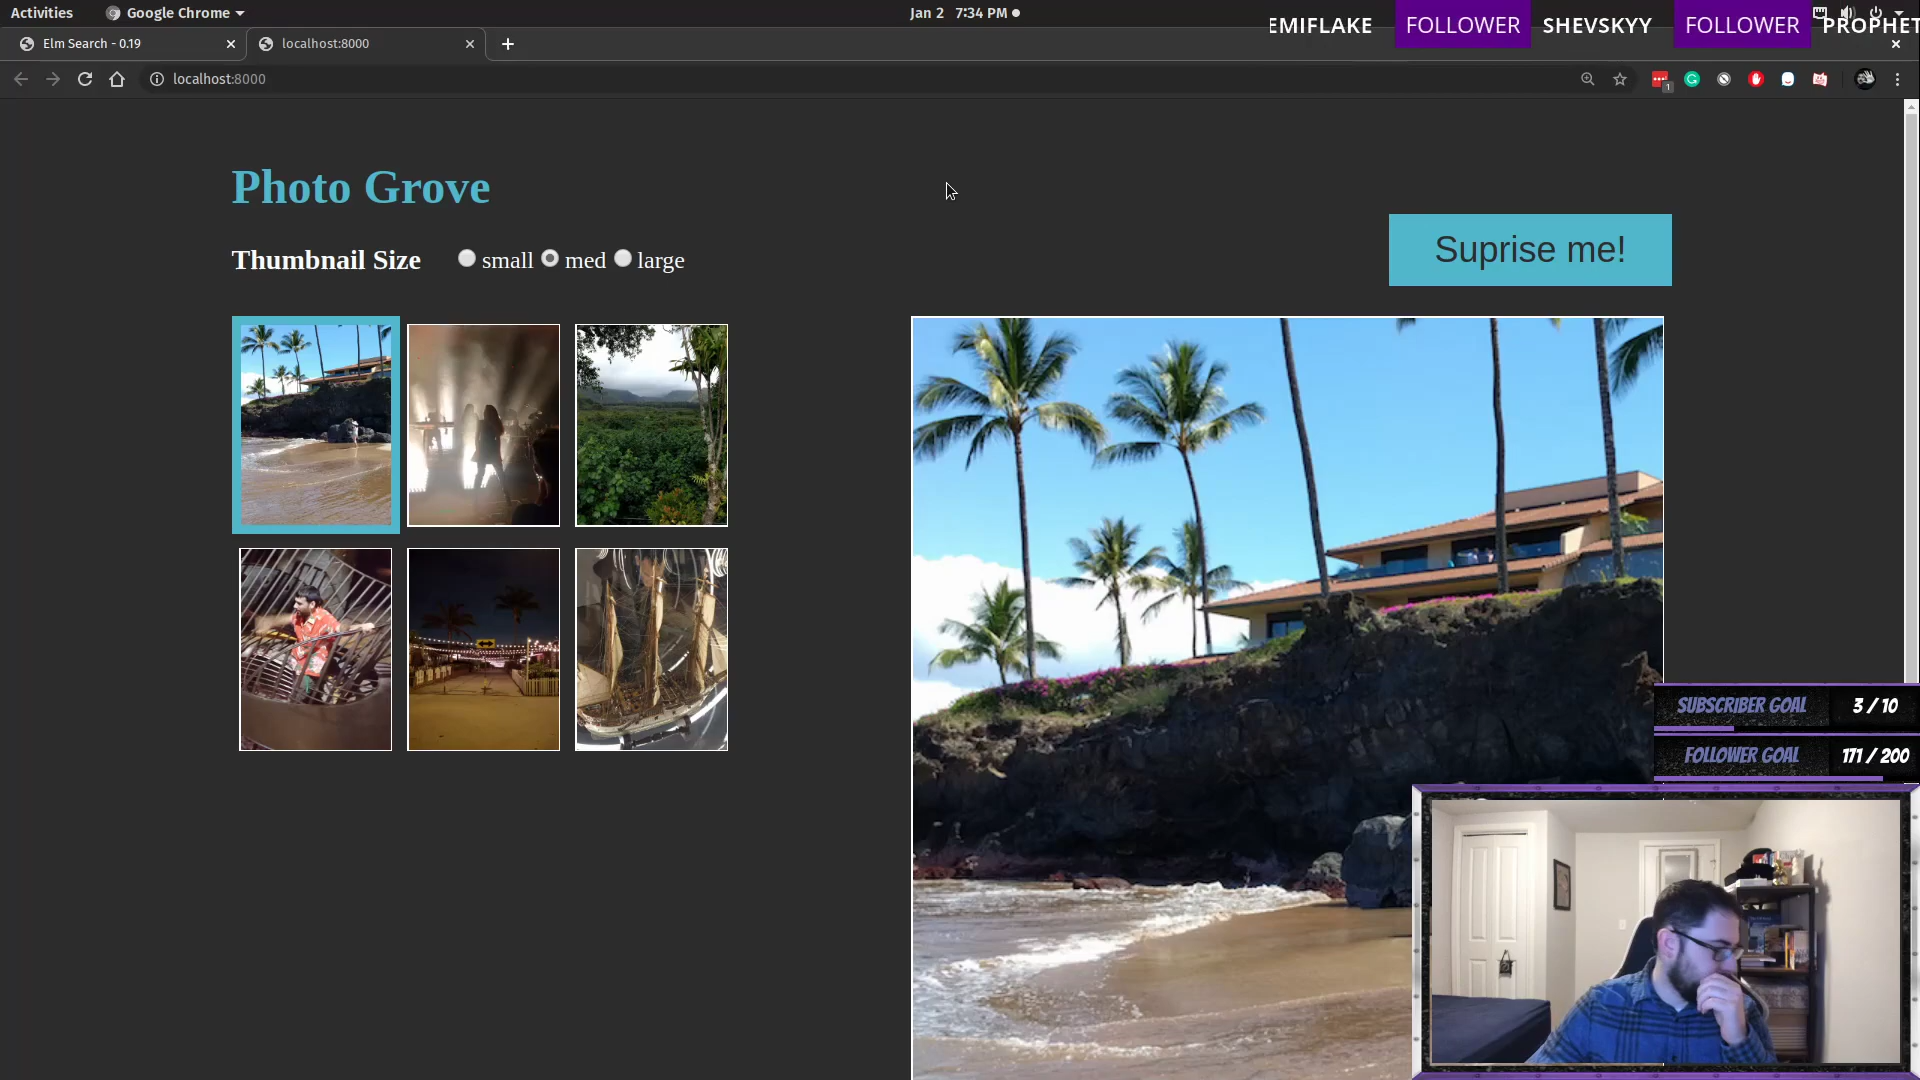 Activities
Google Chrome
Jan 2 7:34 PM
EMIFLAKE FOLLOWER SHEVSKYY FOLLOWER PROPHET
Elm Search - 0.19
localhost:8000
localhost:8000
1
Photo Grove
Suprise me!
Thumbnail Size small med large
SUBSCRIBER GOAL 3 / 10
FOLLOWER GOAL 171 / 200